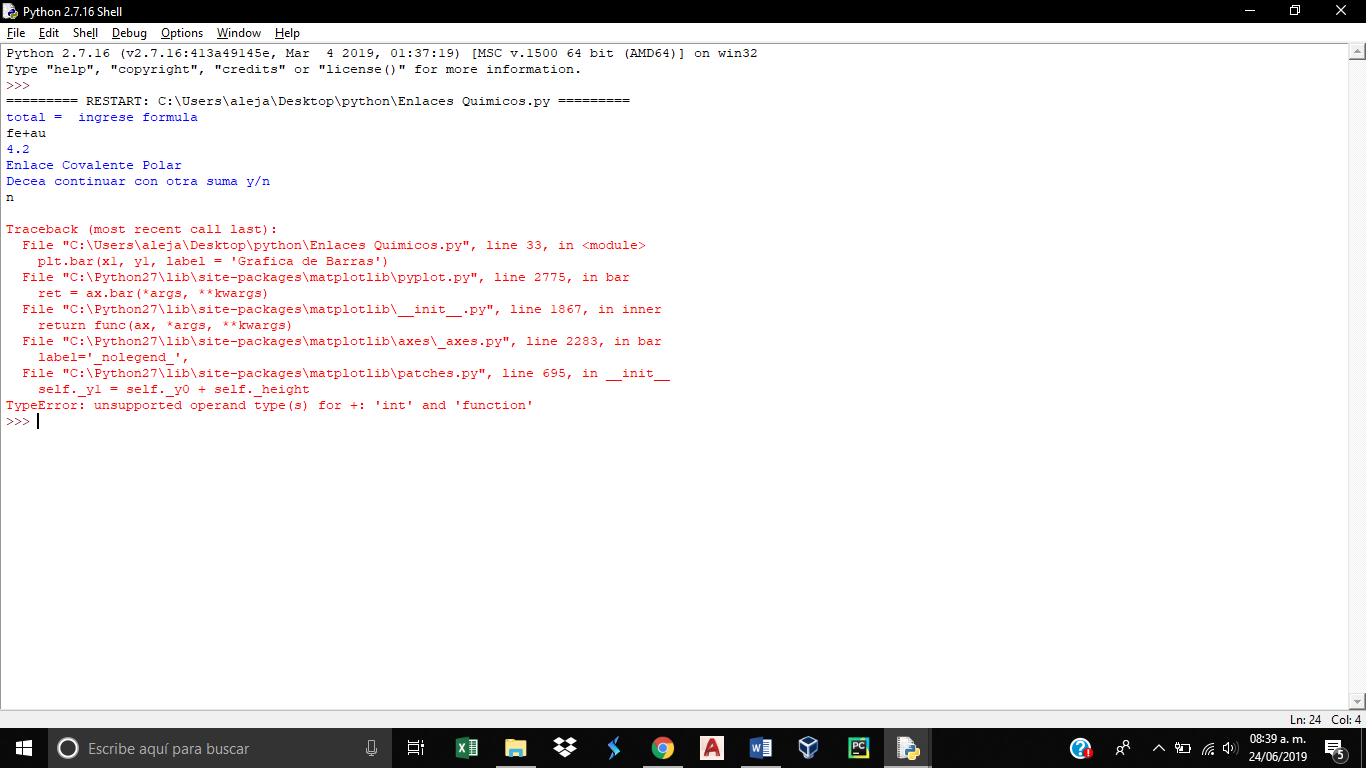 Python 2.7.16 Shell
File Edit Shell Debug Options Window Help
Python 2.7.16 (v2.7.16:413a49145e, Mar  4 2019, 01:37:19) [MSC v.1500 64 bit (AMD64)] on win32
Type "help", "copyright", "credits" or "license()" for more information.
>>>
========= RESTART: C:\Users\aleja\Desktop\python\Enlaces Quimicos.py =========
total =  ingrese formula
fe+au
4.2
Enlace Covalente Polar
Decea continuar con otra suma y/n
n
Traceback (most recent call last):
  File "C:\Users\aleja\Desktop\python\Enlaces Quimicos.py", line 33, in <module>
    plt.bar(x1, y1, label = 'Grafica de Barras')
  File "C:\Python27\lib\site-packages\matplotlib\pyplot.py", line 2775, in bar
    ret = ax.bar(*args, **kwargs)
  File "C:\Python27\lib\site-packages\matplotlib\__init__.py", line 1867, in inner
    return func(ax, *args, **kwargs)
  File "C:\Python27\lib\site-packages\matplotlib\axes\_axes.py", line 2283, in bar
    label='_nolegend_',
  File "C:\Python27\lib\site-packages\matplotlib\patches.py", line 695, in __init__
    self._y1 = self._y0 + self._height
TypeError: unsupported operand type(s) for +: 'int' and 'function'
>>>
Ln: 24 Col: 4
Escribe aquí para buscar
08:39 a. m.
24/06/2019
5